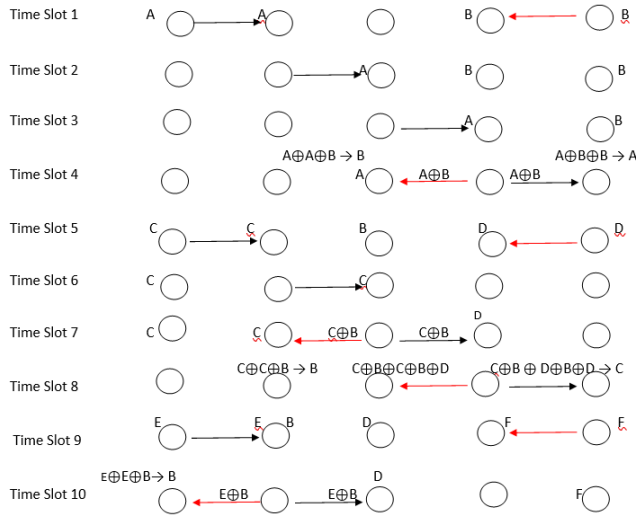 Time Slot 1 A A B B
Time Slot 2 A B B
Time Slot 3 A B
A⊕A⊕B → B A⊕B⊕B → A
Time Slot 4 A A⊕B A⊕B
Time Slot 5 C C B D D
Time Slot 6 C C
D
Time Slot 7 C C C⊕B C⊕B
C⊕C⊕B → B C⊕B⊕C⊕B⊕D C⊕B ⊕ D⊕B⊕D → C
Time Slot 8
Time Slot 9 E E B D F F
E⊕E⊕B → B D
Time Slot 10 E⊕B E⊕B F